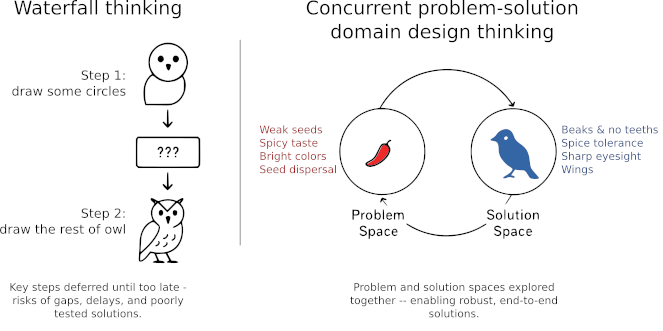 Waterfall thinking
Step 1:
draw some circles
???
Step 2:
draw the rest of owl
Key steps deferred until too late -
risks of gaps, delays, and poorly
tested solutions.
Concurrent problem-solution
domain design thinking
Weak seeds
Spicy taste
Bright colors
Seed dispersal
Beaks & no teeths
Spice tolerance
Sharp eyesight
Wings
Problem
Space
Solution
Space
Problem and solution spaces explored
together -- enabling robust, end-to-end
solutions.